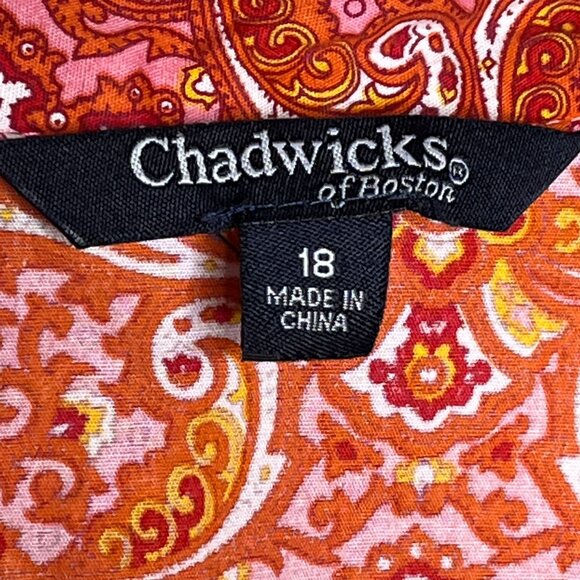 Chadwicks®
of Boston
18
MADE IN
CHINA